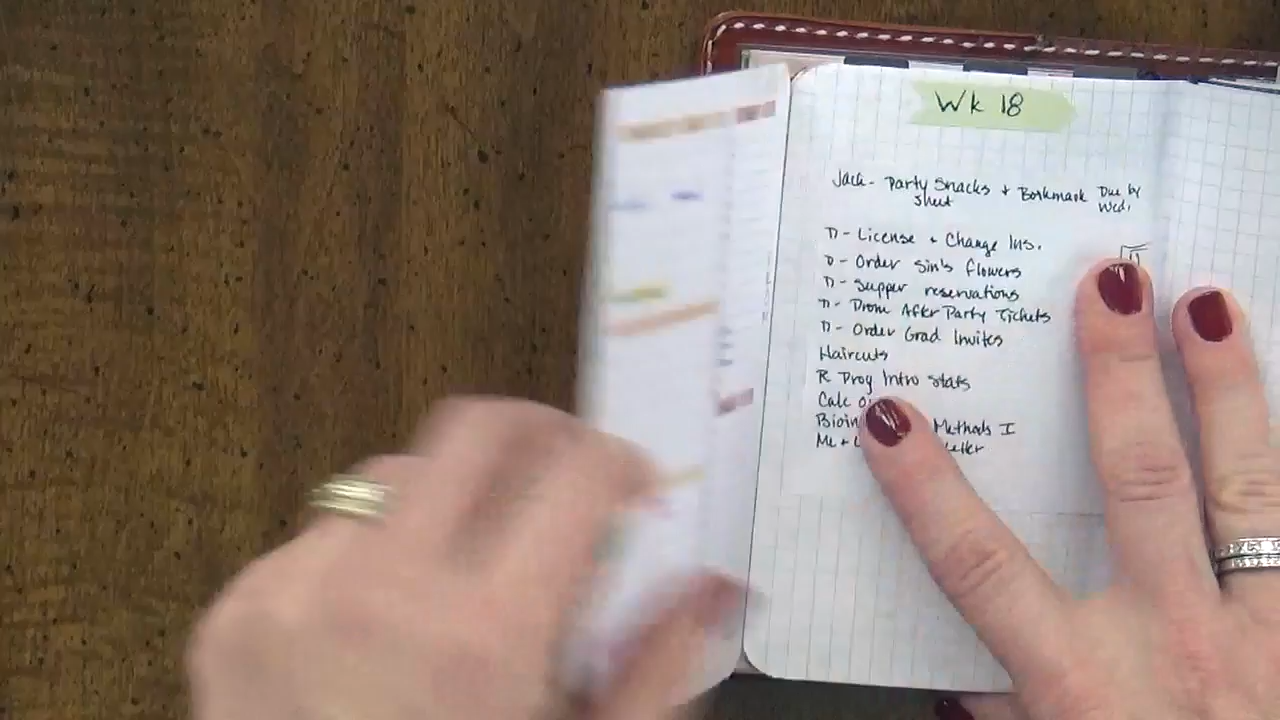 Wk 18
Jack - Party Snacks + Bookmark Due by
Sheet Wed.
D - License + Change Ins.
D - Order Sin's flowers
D - Supper reservations
D - Prom After Party Tickets
D - Order Grad Invites
Haircuts
R Prog Intro Stats
Calc
Methods I